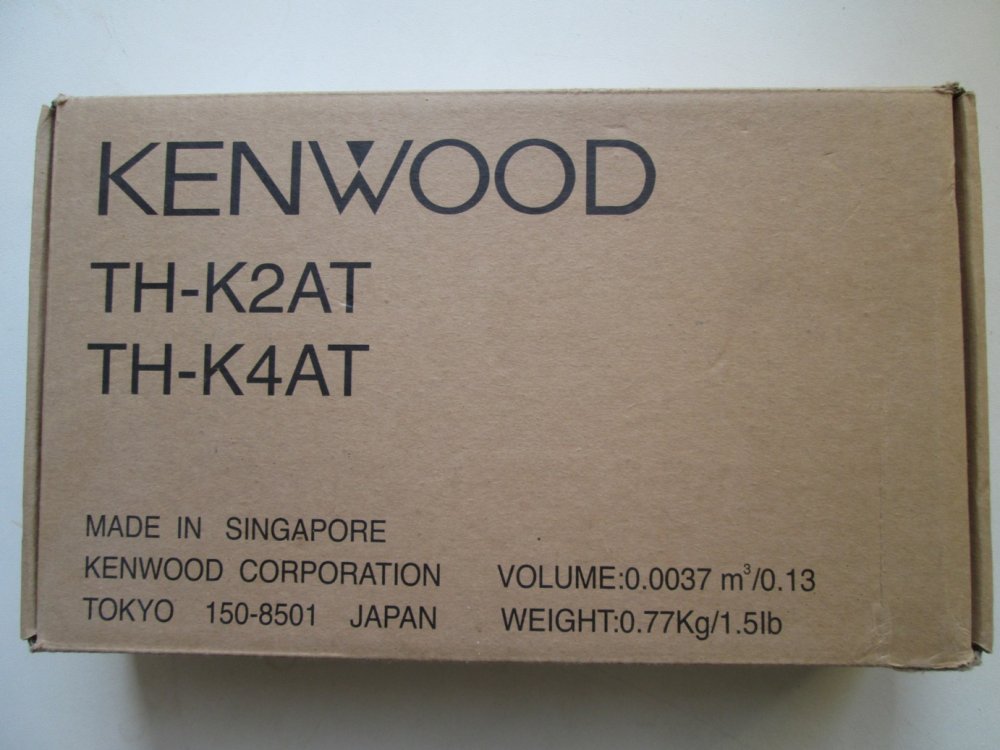 KENWOOD
TH-K2AT
TH-K4AT
MADE IN SINGAPORE
KENWOOD CORPORATION VOLUME:0.0037 m³/0.13
TOKYO 150-8501 JAPAN WEIGHT:0.77Kg/1.5lb